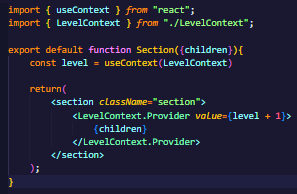 import { useContext } from "react";
import { LevelContext } from "./LevelContext";

export default function Section({children}){
    const level = useContext(LevelContext)

    return(
        <section className="section">
            <LevelContext.Provider value={level + 1}>
                {children}
            </LevelContext.Provider>
        </section>
    );
}